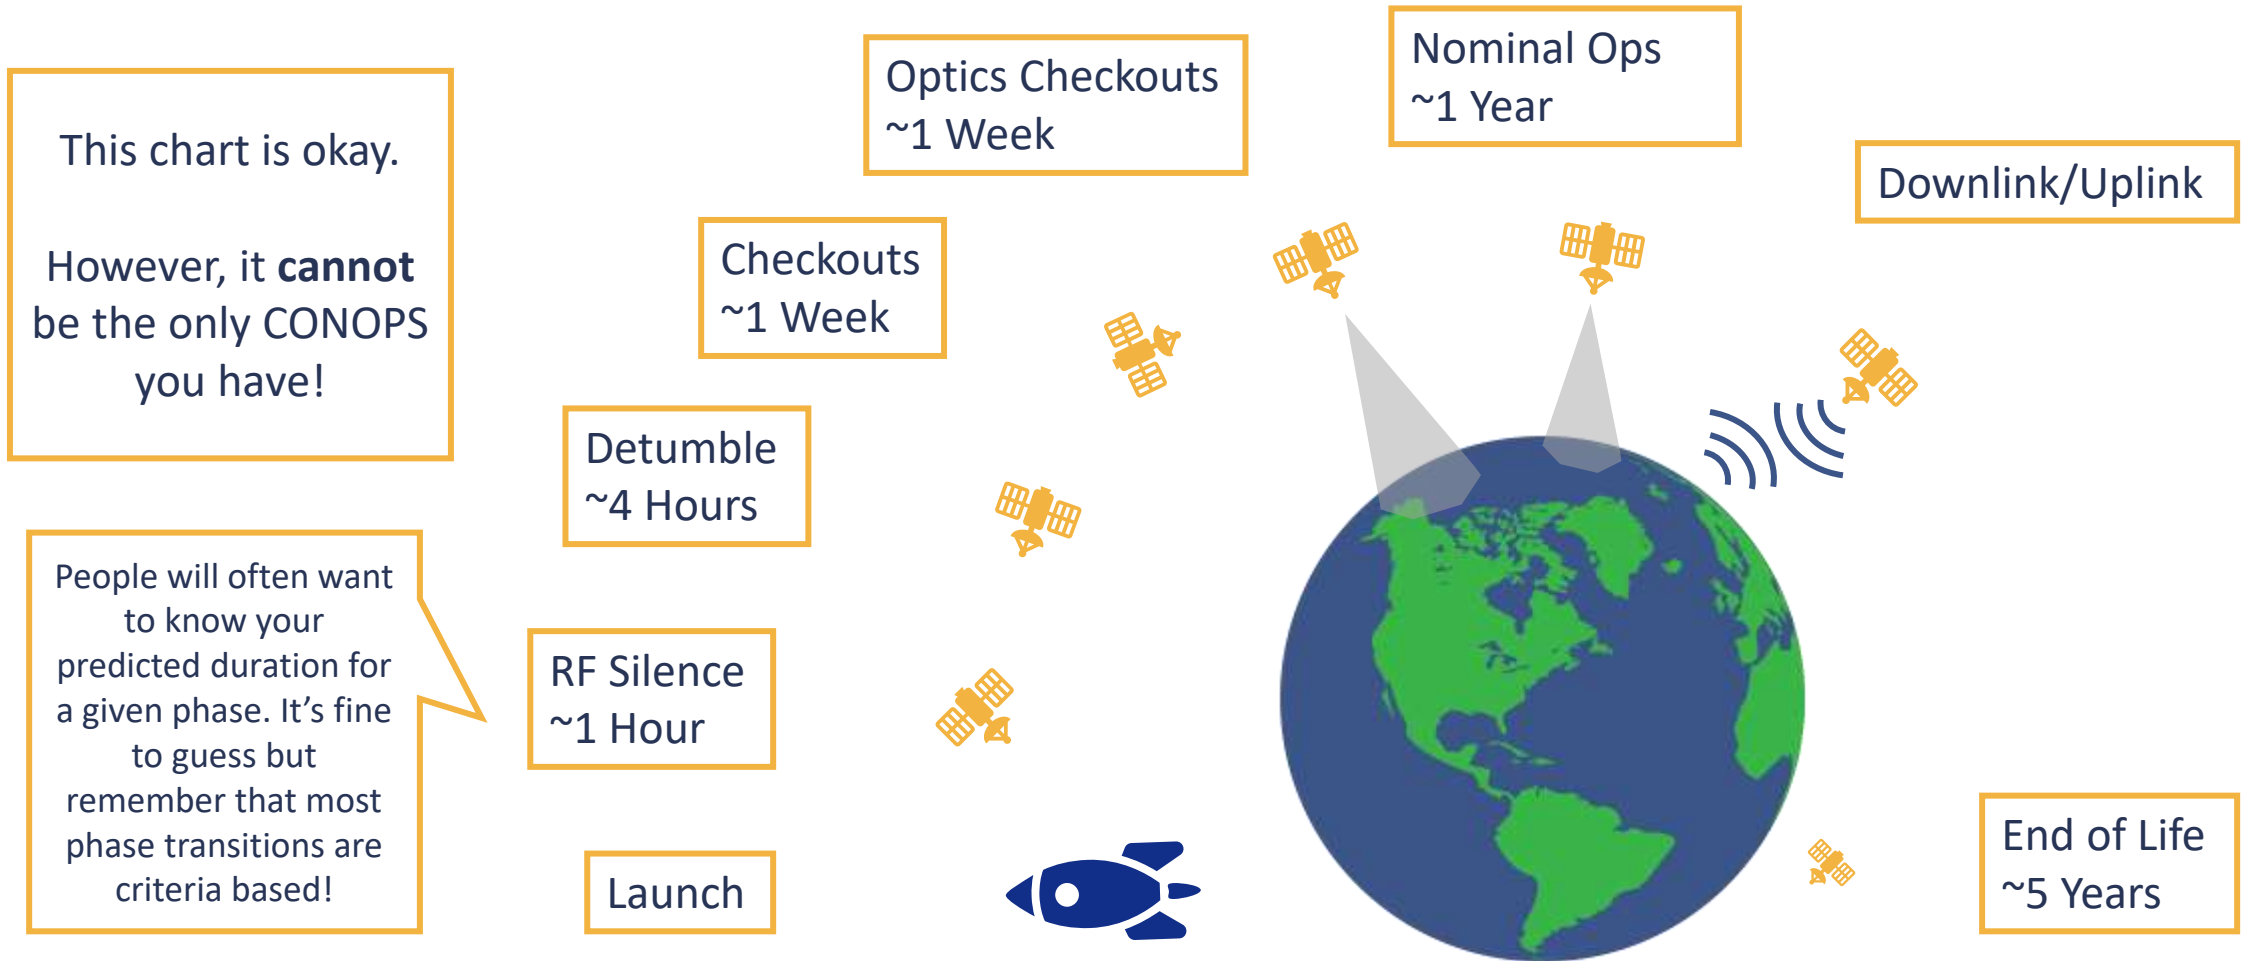 This chart is okay.
However, it cannot
be the only CONOPS
you have!
People will often want
to know your
predicted duration for
a given phase. It’s fine
to guess but
remember that most
phase transitions are
criteria based!
Launch
RF Silence
~1 Hour
Detumble
~4 Hours
Checkouts
~1 Week
Optics Checkouts
~1 Week
Nominal Ops
~1 Year
Downlink/Uplink
End of Life
~5 Years